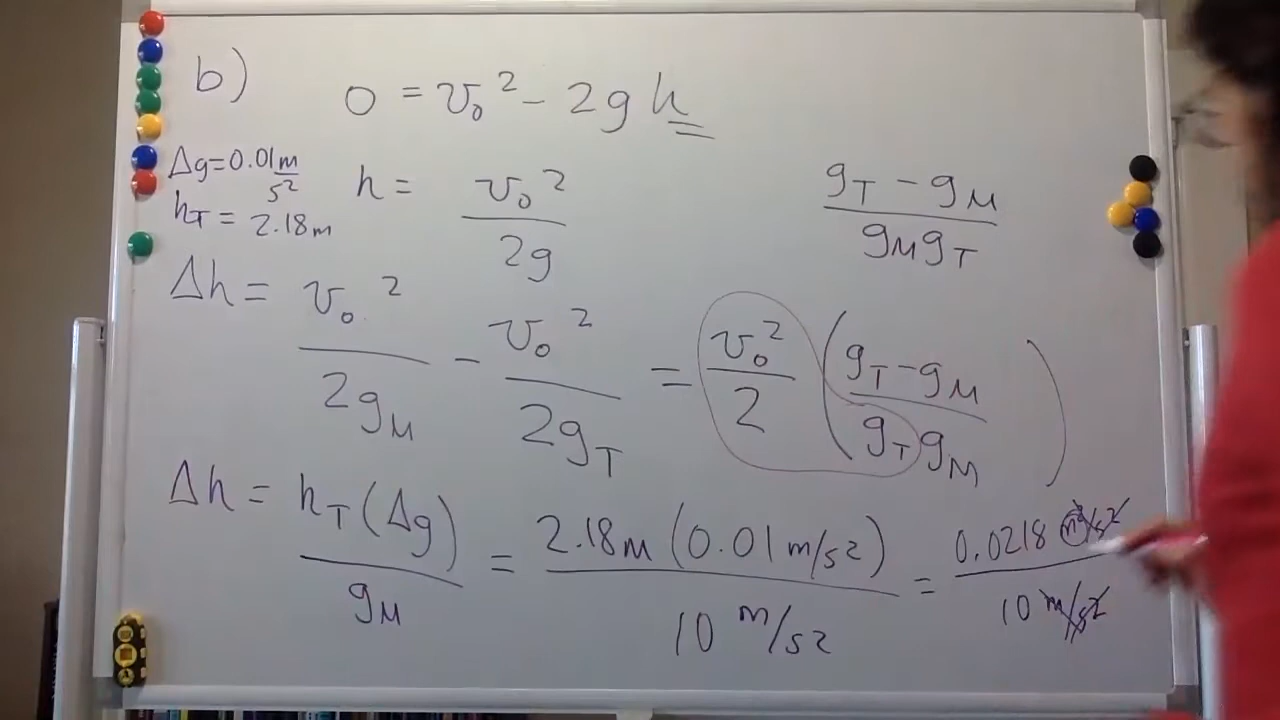 b) 0 = v₀² - 2gh
Δg = 0.01 m/s²
h = v₀²/2g
(g_T - g_M)/(g_M g_T)
h_T = 2.18m
Δh = v₀²/2g_M - v₀²/2g_T = v₀²/2 ((g_T - g_M)/(g_T g_M))
Δh = h_T (Δg)/g_M = 2.18m (0.01 m/s²)/10 m/s² = 0.0218 m²/s²/10 m/s²